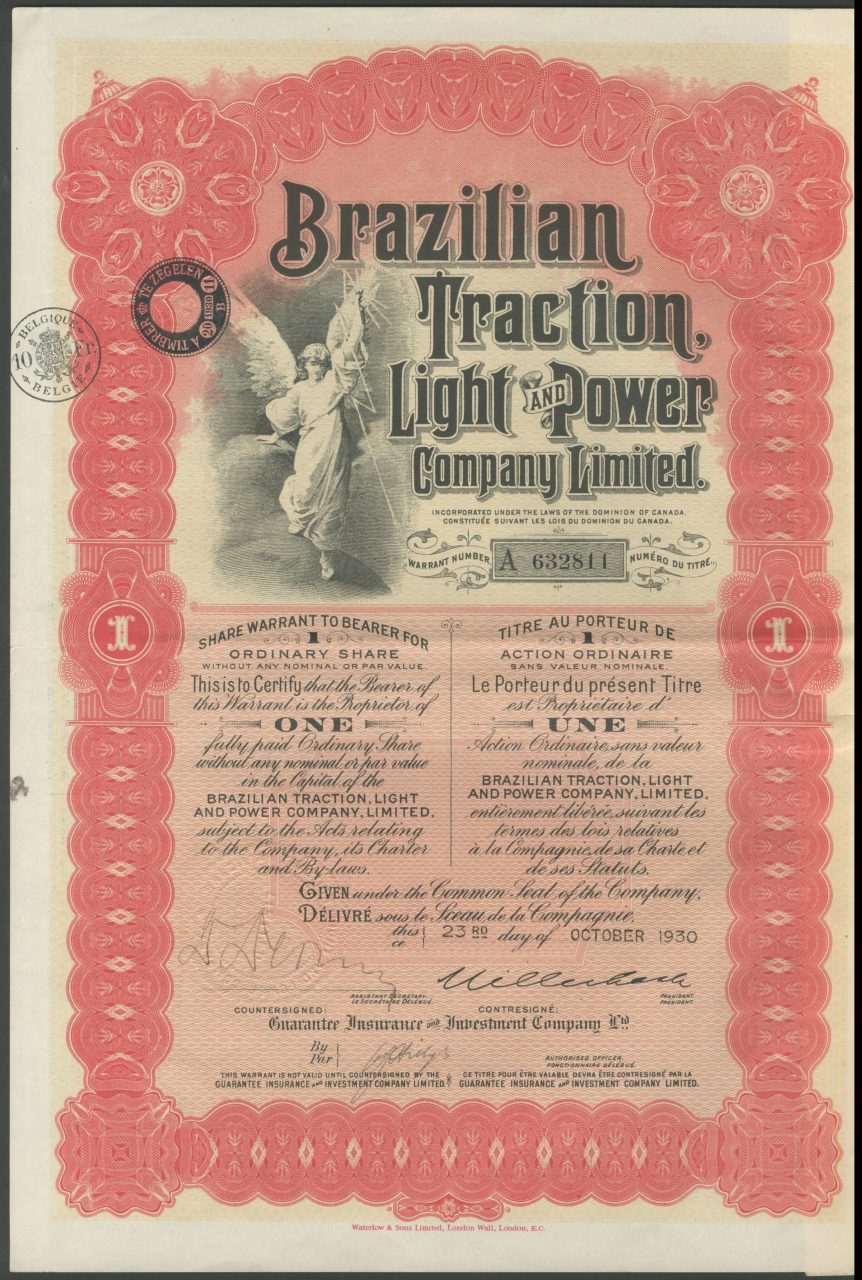 Brazilian
Traction,
Light AND Power
Company Limited.
A TIMBRER TE ZEGELEN
B
BELGIQUE
10 Fr.
BELGIE
INCORPORATED UNDER THE LAWS OF THE DOMINION OF CANADA.
CONSTITUÉE SUIVANT LES LOIS DU DOMINION DU CANADA.
WARRANT NUMBER A 632811 NUMÉRO DU TITRE
1 1
SHARE WARRANT TO BEARER FOR
1
ORDINARY SHARE
WITHOUT ANY NOMINAL OR PAR VALUE.
This is to Certify that the Bearer of
this Warrant is the Proprietor of
ONE
fully paid Ordinary Share
without any nominal or par value
in the Capital of the
BRAZILIAN TRACTION, LIGHT
AND POWER COMPANY, LIMITED,
subject to the Acts relating
to the Company, its Charter
and By-laws.
TITRE AU PORTEUR DE
1
ACTION ORDINAIRE
SANS VALEUR NOMINALE.
Le Porteur du présent Titre
est Propriétaire d'
UNE
Action Ordinaire, sans valeur
nominale, de la
BRAZILIAN TRACTION, LIGHT
AND POWER COMPANY, LIMITED,
entièrement libérée, suivant les
termes des lois relatives
à la Compagnie, de sa Charte et
de ses Statuts.
GIVEN under the Common Seal of the Company,
DÉLIVRÉ sous le Sceau de la Compagnie,
this
ce 23RD day of OCTOBER 1930
ASSISTANT SECRETARY.
LE SECRÉTAIRE DÉLÉGUÉ.
PRESIDENT.
PRÉSIDENT.
COUNTERSIGNED: CONTRESIGNÉ:
Guarantee Insurance and Investment Company Ltd
By
Par
AUTHORISED OFFICER.
FONCTIONNAIRE DÉLÉGUÉ.
THIS WARRANT IS NOT VALID UNTIL COUNTERSIGNED BY THE
GUARANTEE INSURANCE AND INVESTMENT COMPANY LIMITED.
CE TITRE POUR ÊTRE VALABLE DEVRA ÊTRE CONTRESIGNÉ PAR LA
GUARANTEE INSURANCE AND INVESTMENT COMPANY LIMITED.
Waterlow & Sons Limited, London Wall, London, E.C.